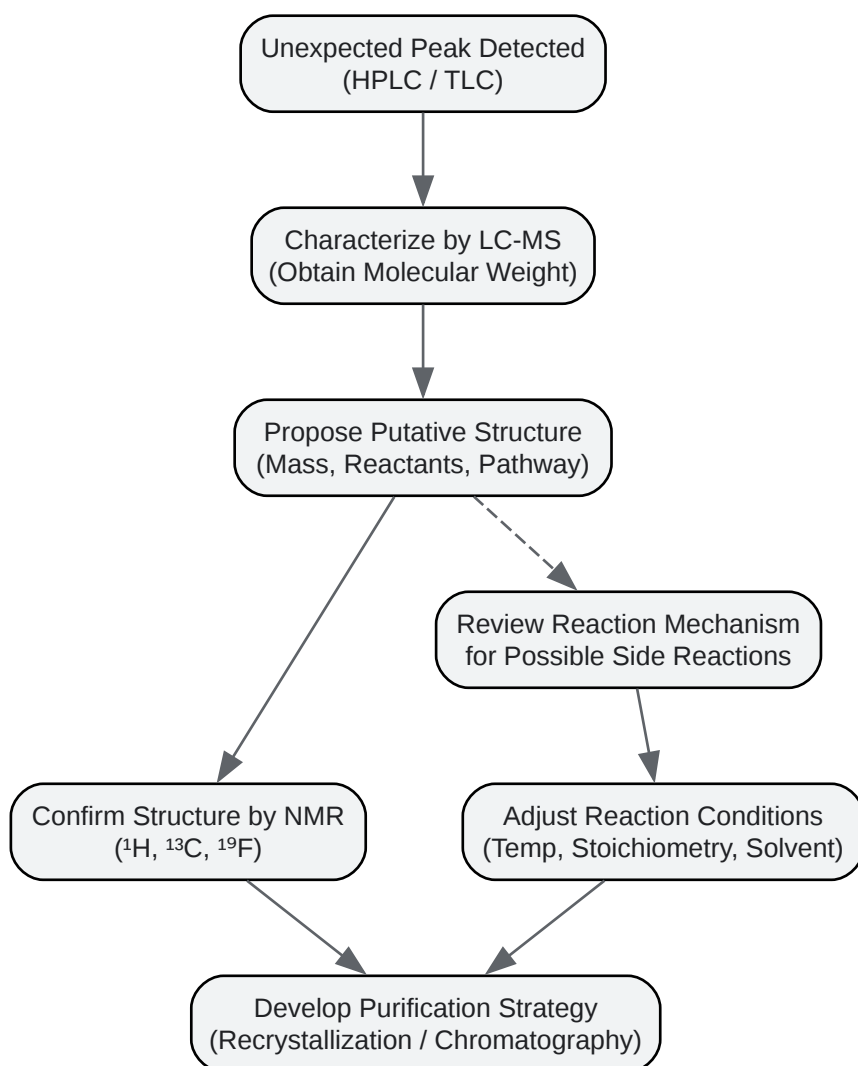 Unexpected Peak Detected
(HPLC / TLC)
Characterize by LC-MS
(Obtain Molecular Weight)
Propose Putative Structure
(Mass, Reactants, Pathway)
Review Reaction Mechanism
for Possible Side Reactions
Confirm Structure by NMR
(¹H, ¹³C, ¹⁹F)
Adjust Reaction Conditions
(Temp, Stoichiometry, Solvent)
Develop Purification Strategy
(Recrystallization / Chromatography)